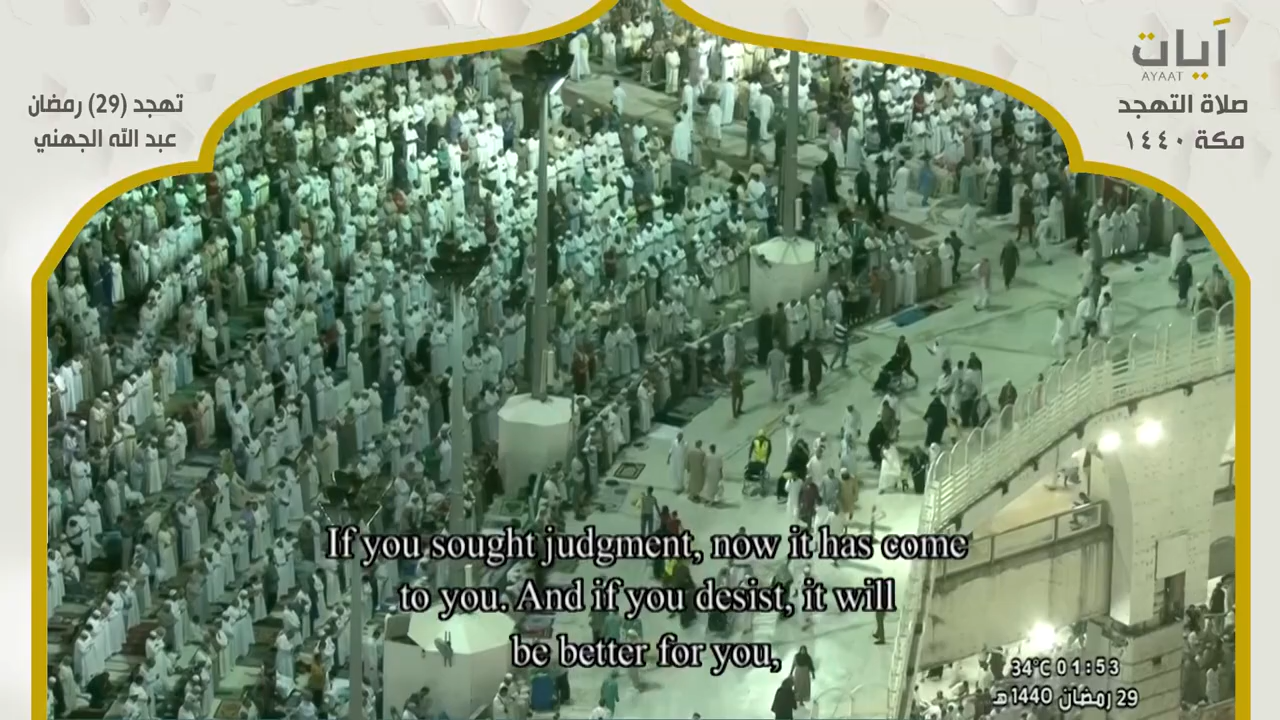 آيات
AYAAT
صلاة التهجد
مكة ١٤٤٠
تهجد (29) رمضان
عبد الله الجهني
If you sought judgment, now it has come
to you. And if you desist, it will
be better for you,
34°C 01:53
29 رمضان 1440هـ